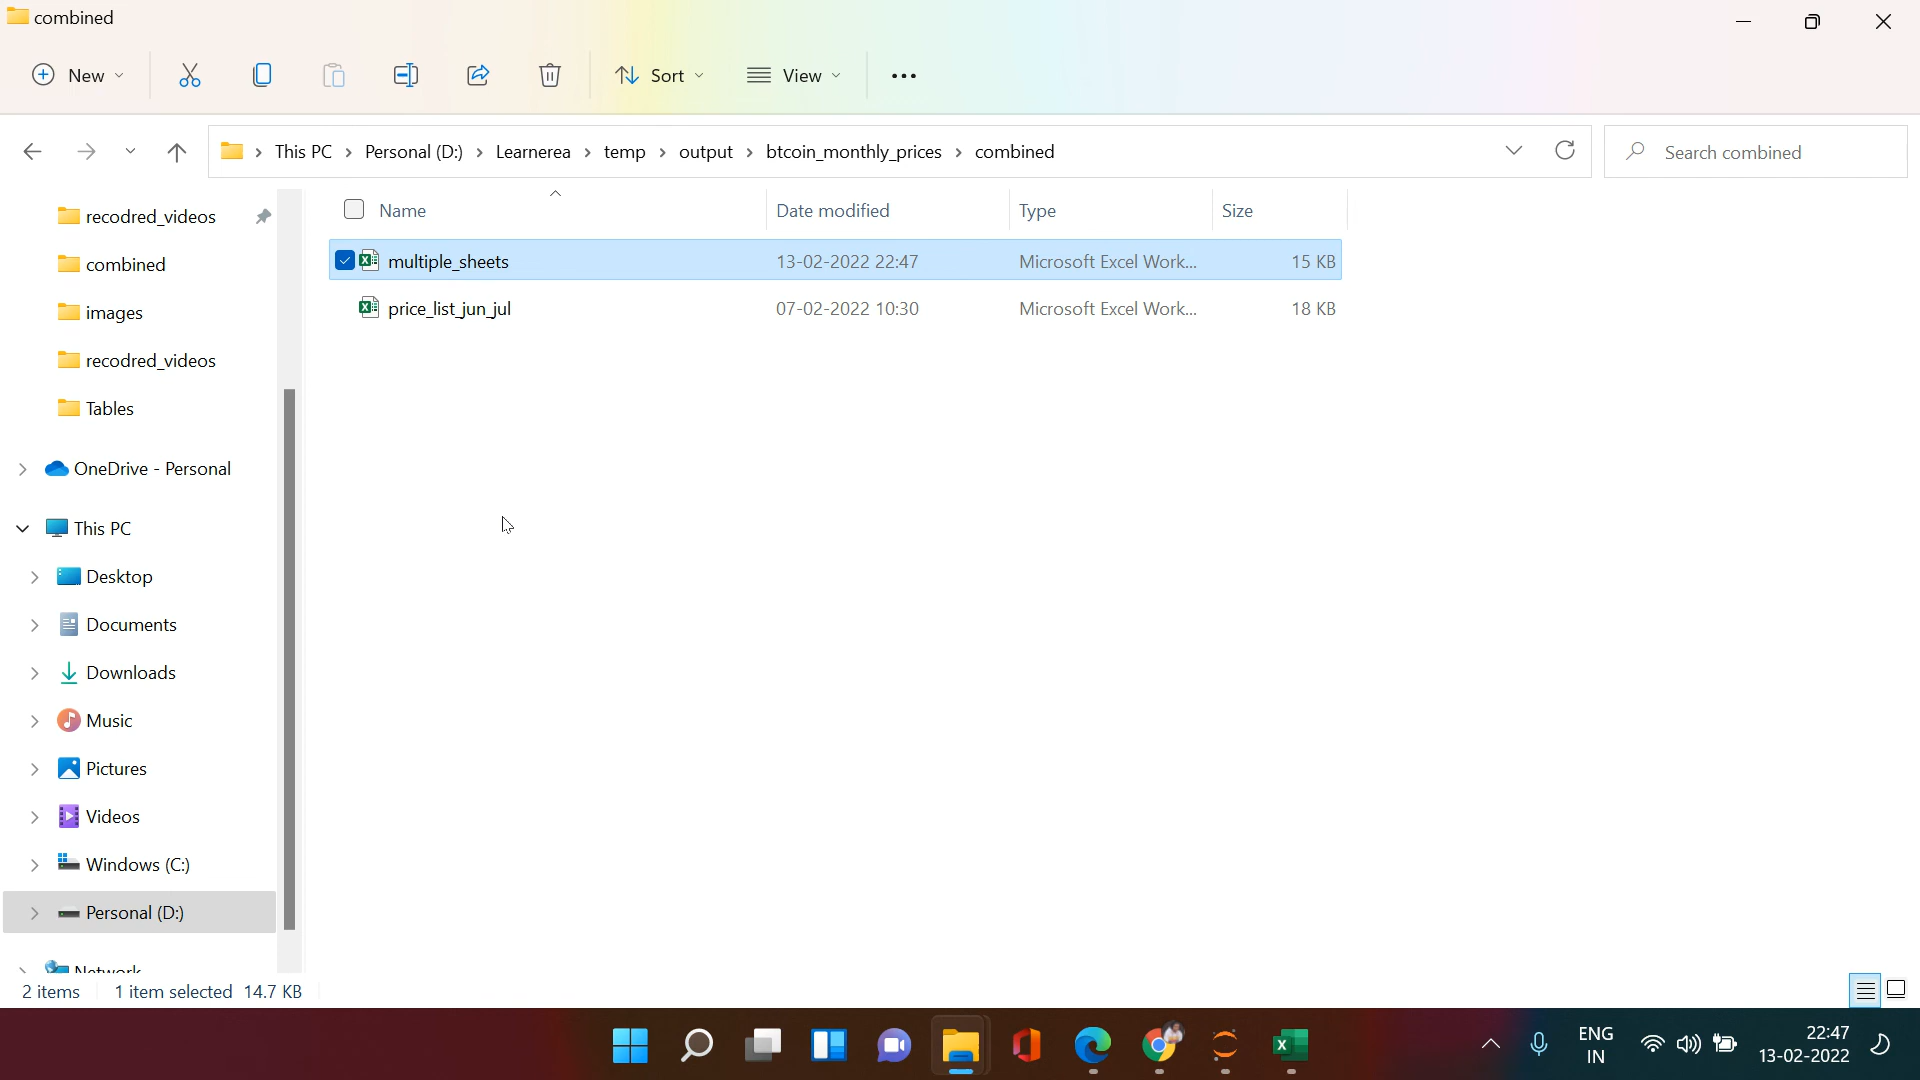 combined
New
Sort
View
This PC
Personal (D:)
Learnerea
temp
output
btcoin_monthly_prices
combined
Search combined
recodred_videos
combined
images
recodred_videos
Tables
OneDrive - Personal
This PC
Desktop
Documents
Downloads
Music
Pictures
Videos
Windows (C:)
Personal (D:)
Network
Name Date modified Type Size
multiple_sheets 13-02-2022 22:47 Microsoft Excel Work... 15 KB
price_list_jun_jul 07-02-2022 10:30 Microsoft Excel Work... 18 KB
2 items 1 item selected 14.7 KB
ENG
IN
22:47
13-02-2022